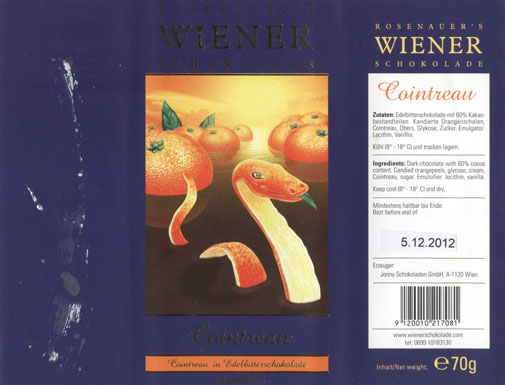 ROSENAUER'S
WIENER
SCHOKOLADE
Cointreau
Cointreau in Edelbitterschokolade
ROSENAUER'S
WIENER
SCHOKOLADE
Cointreau
Zutaten: Edelbitterschokolade mit 60% Kakao-
bestandteilen. Kandierte Orangenschalen,
Cointreau, Obers, Glykose, Zucker. Emulgator:
Lecithin, Vanillin.
Kühl (8° - 18° C) und trocken lagern.
Ingredients: Dark-chocolate with 60% cocoa
content. Candied orangepeels, glycose, cream,
Cointreau, sugar. Emulsifier: lecithin, vanilla.
Keep cool (8° - 18° C) and dry.
Mindestens haltbar bis Ende:
Best before end of:
5.12.2012
Erzeuger:
Jonny Schokoladen GmbH, A-1120 Wien
9 120010 217081
www.wienerschokolade.com
tel: 0699 10183130
Inhalt/Net weight: e70g